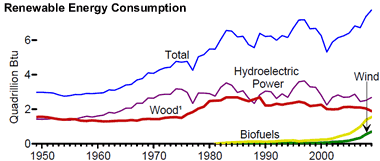 Renewable Energy Consumption
Quadrillion Btu
6
4
2
0
Total
Hydroelectric
Power
Wind
Wood¹
Biofuels
1950
1960
1970
1980
1990
2000